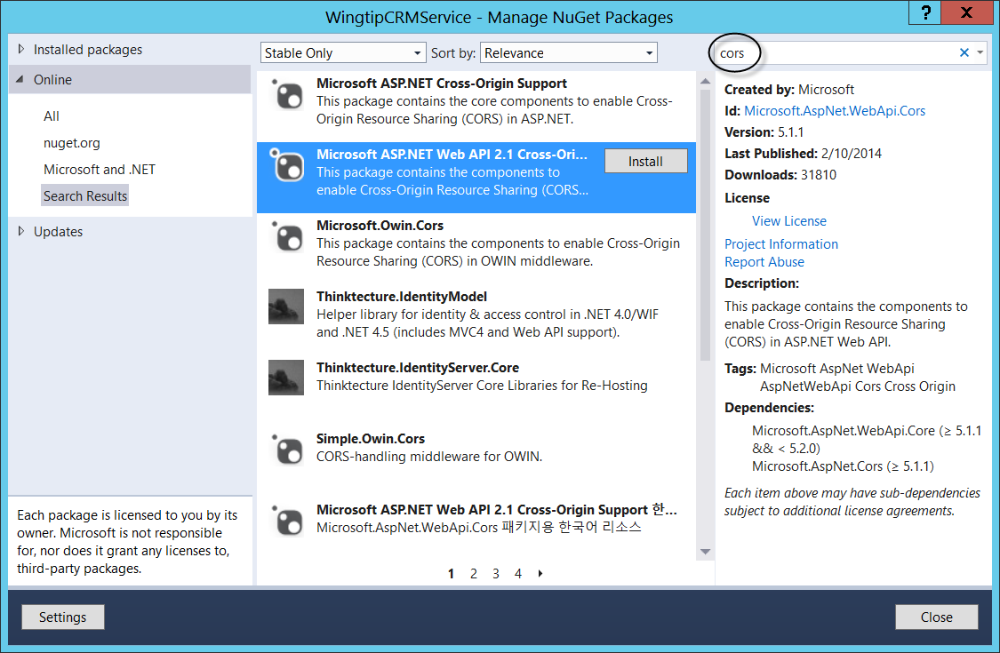 WingtipCRMService - Manage NuGet Packages
?
X
Installed packages
Online
All
nuget.org
Microsoft and .NET
Search Results
Updates
Each package is licensed to you by its
owner. Microsoft is not responsible
for, nor does it grant any licenses to,
third-party packages.
Stable Only
Sort by:
Relevance
cors
Microsoft ASP.NET Cross-Origin Support
This package contains the core components to enable Cross-
Origin Resource Sharing (CORS) in ASP.NET.
Microsoft ASP.NET Web API 2.1 Cross-Ori...
This package contains the components to
enable Cross-Origin Resource Sharing (CORS...
Install
Microsoft.Owin.Cors
This package contains the components to enable Cross-Origin
Resource Sharing (CORS) in OWIN middleware.
Thinktecture.IdentityModel
Helper library for identity & access control in .NET 4.0/WIF
and .NET 4.5 (includes MVC4 and Web API support).
Thinktecture.IdentityServer.Core
Thinktecture IdentityServer Core Libraries for Re-Hosting
Simple.Owin.Cors
CORS-handling middleware for OWIN.
Microsoft ASP.NET Web API 2.1 Cross-Origin Support 한...
Microsoft.AspNet.WebApi.Cors 패키지용 한국어 리소스
1 2 3 4
Created by: Microsoft
Id: Microsoft.AspNet.WebApi.Cors
Version: 5.1.1
Last Published: 2/10/2014
Downloads: 31810
License
View License
Project Information
Report Abuse
Description:
This package contains the components to
enable Cross-Origin Resource Sharing
(CORS) in ASP.NET Web API.
Tags: Microsoft AspNet WebApi
AspNetWebApi Cors Cross Origin
Dependencies:
Microsoft.AspNet.WebApi.Core (≥ 5.1.1
&& < 5.2.0)
Microsoft.AspNet.Cors (≥ 5.1.1)
Each item above may have sub-dependencies
subject to additional license agreements.
Settings
Close